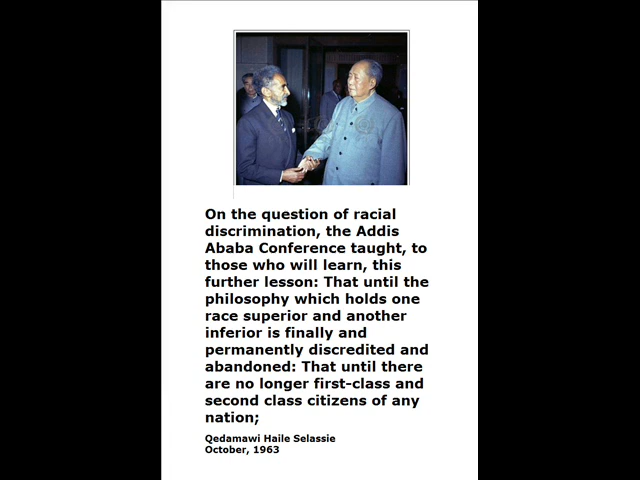 On the question of racial
discrimination, the Addis
Ababa Conference taught, to
those who will learn, this
further lesson: That until the
philosophy which holds one
race superior and another
inferior is finally and
permanently discredited and
abandoned: That until there
are no longer first-class and
second class citizens of any
nation;
Qedamawi Haile Selassie
October, 1963